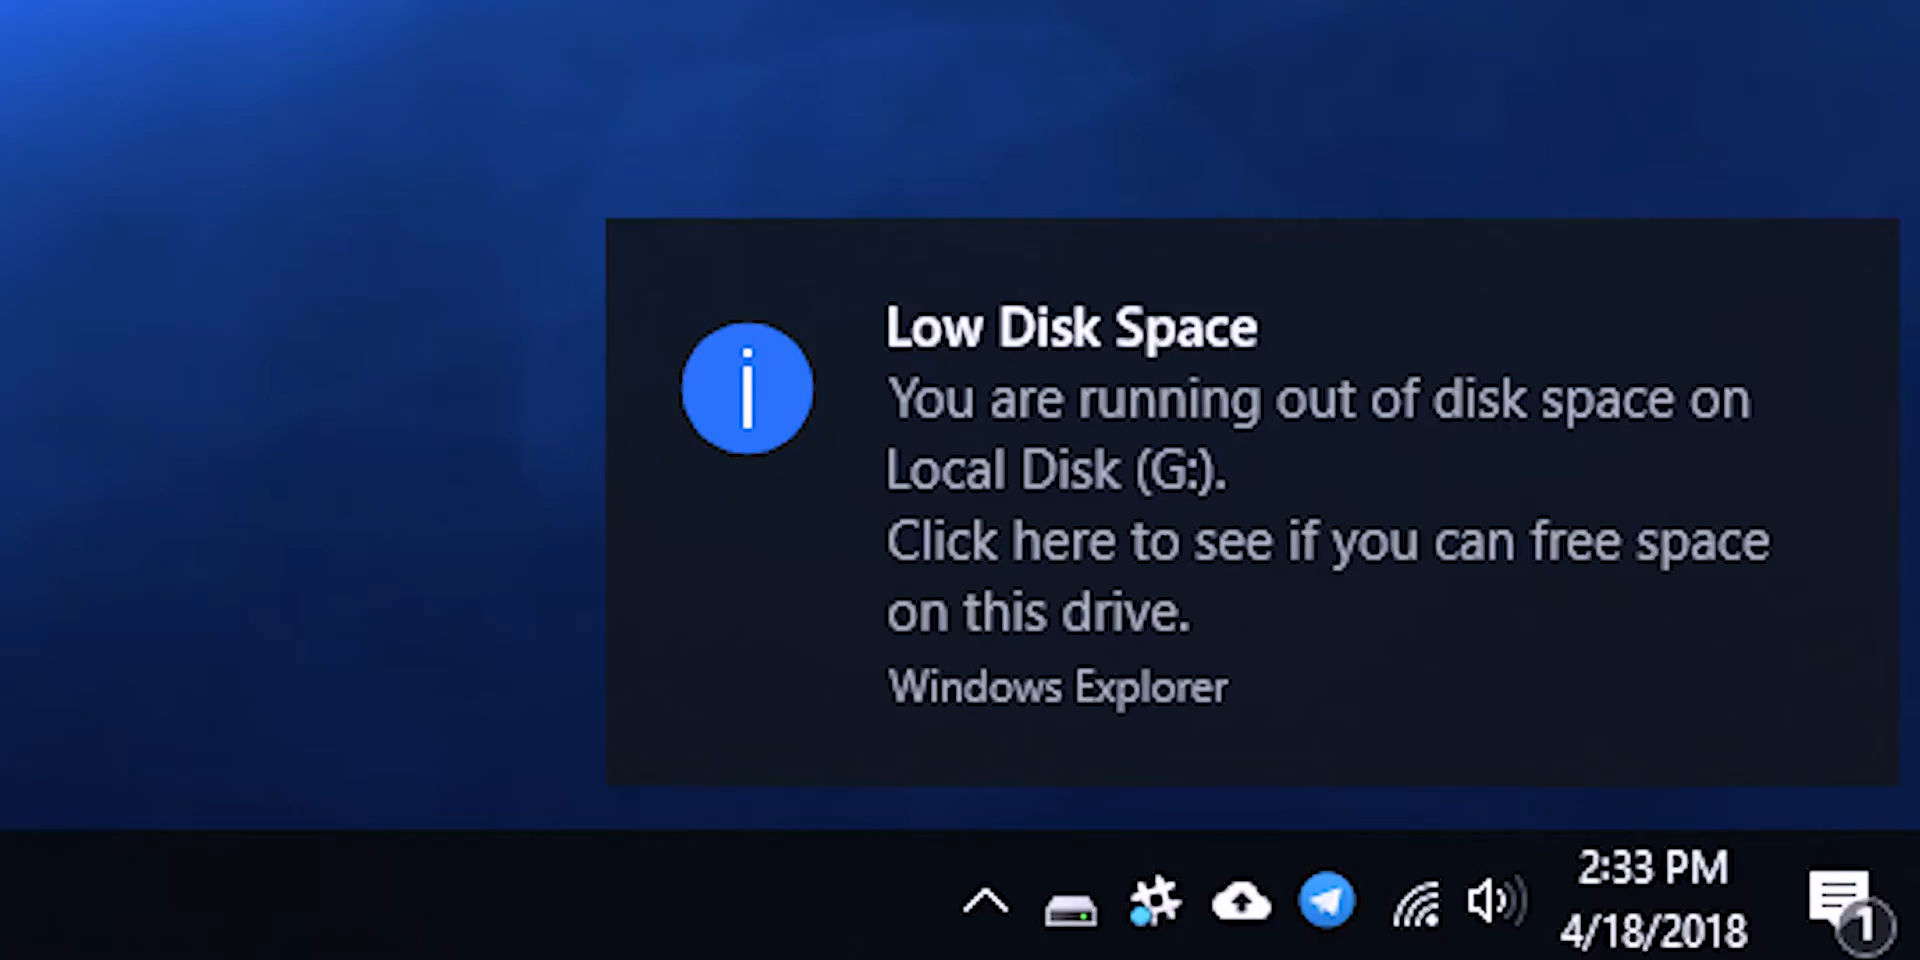 Low Disk Space
You are running out of disk space on
Local Disk (G:).
Click here to see if you can free space
on this drive.
Windows Explorer
2:33 PM
4/18/2018
1